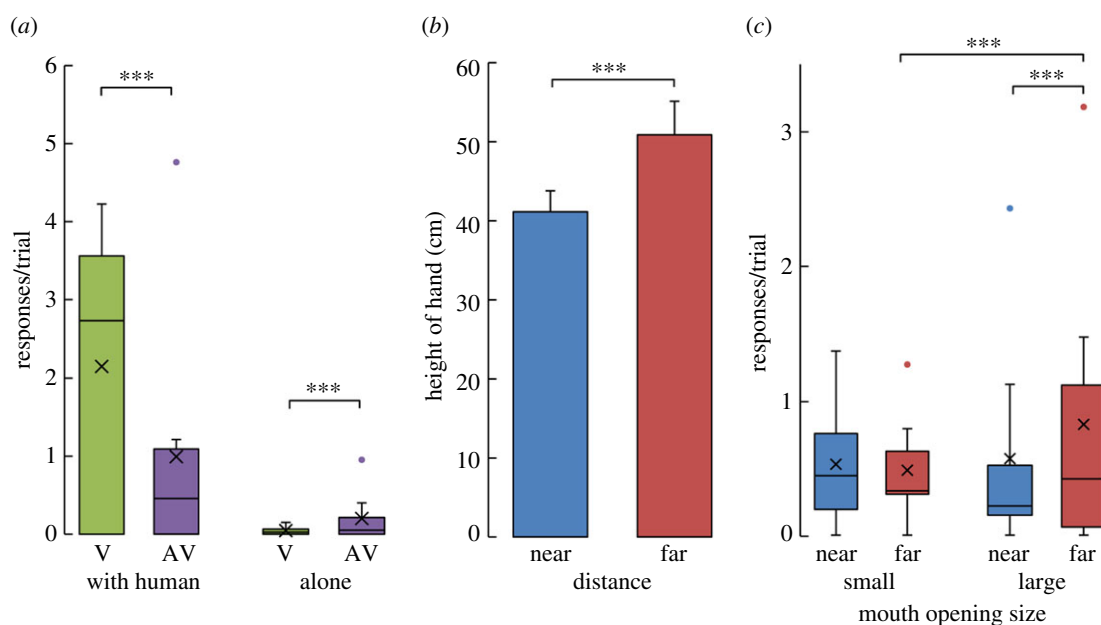 (a)
6
5
4
3
2
1
0
responses/trial
***
***
V AV V AV
with human alone
(b)
60
50
40
30
20
10
0
height of hand (cm)
***
near far
distance
(c)
3
2
1
0
responses/trial
***
***
near far near far
small large
mouth opening size